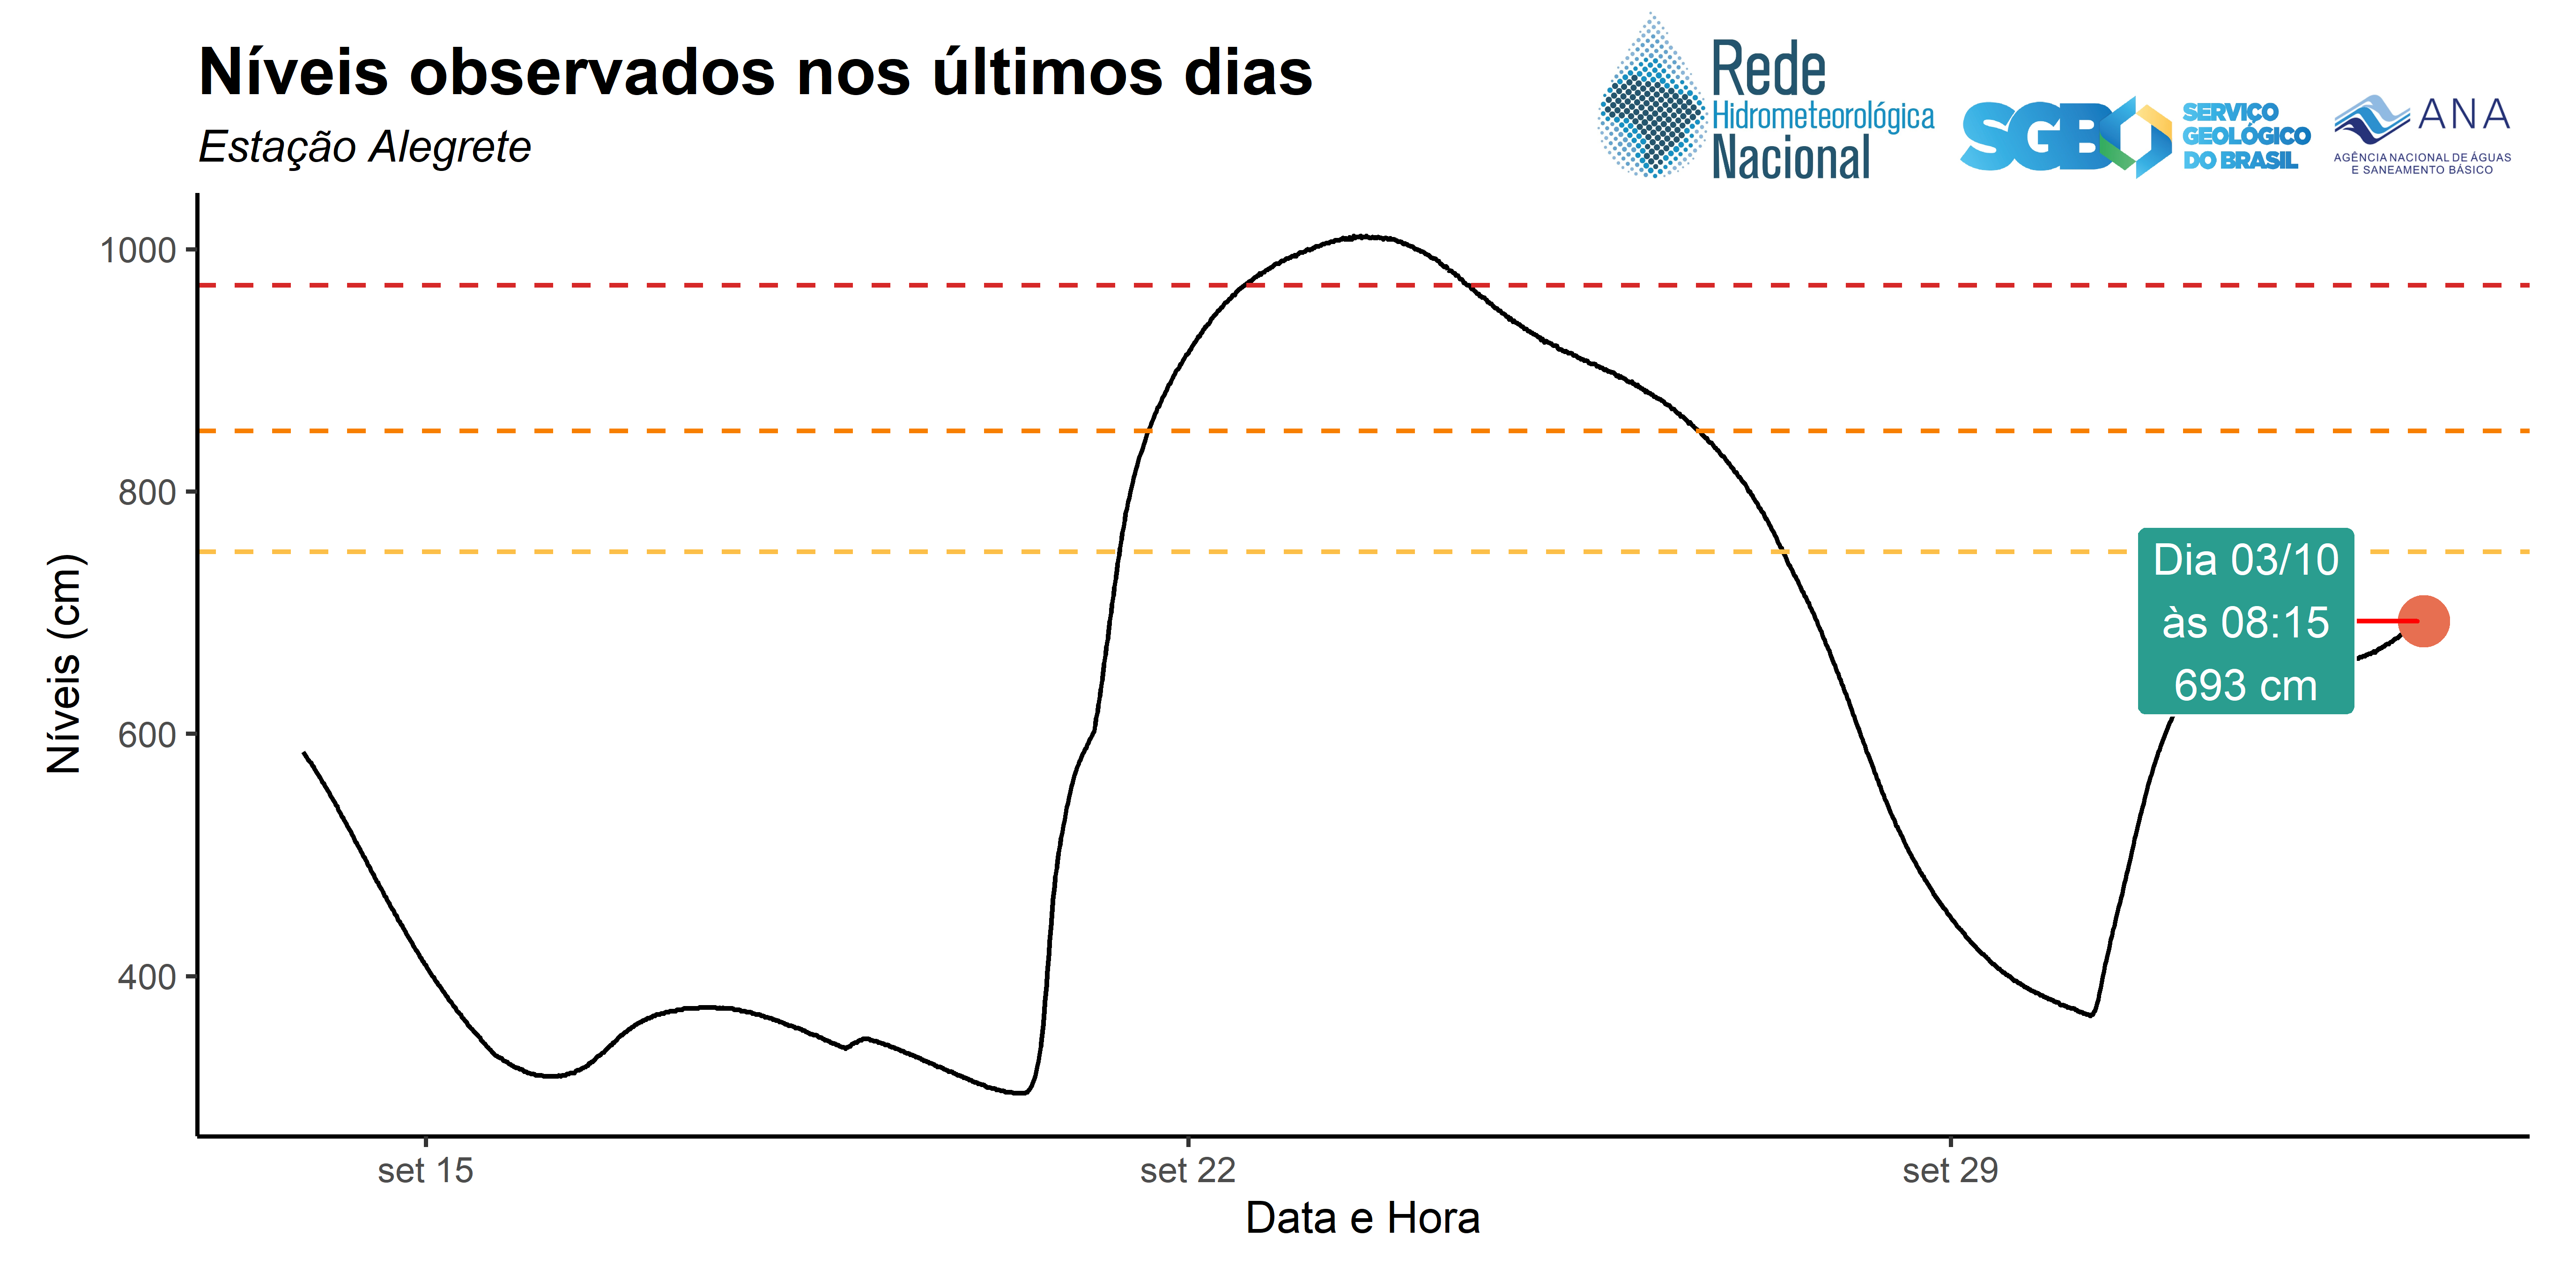 Níveis observados nos últimos dias
Estação Alegrete
Rede
Hidrometeorológica
Nacional
SGB
SERVIÇO
GEOLÓGICO
DO BRASIL
ANA
AGÊNCIA NACIONAL DE ÁGUAS
E SANEAMENTO BÁSICO
Níveis (cm)
1000
800
600
400
Dia 03/10
às 08:15
693 cm
set 15
set 22
set 29
Data e Hora